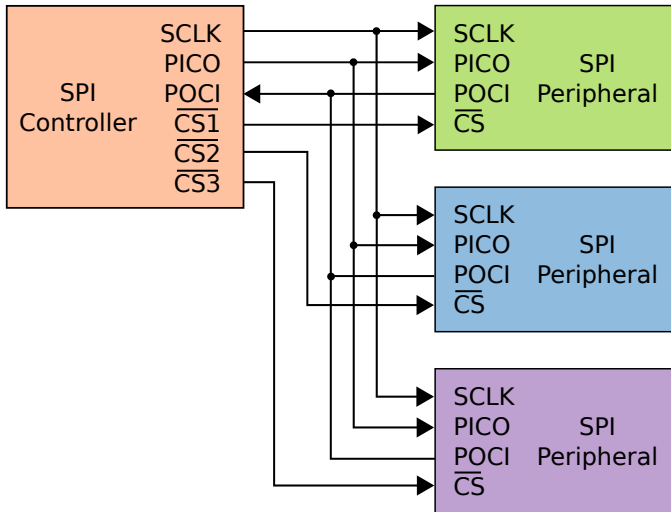 SPI
Controller
SCLK
PICO
POCI
CS1
CS2
CS3
SCLK
PICO
POCI
CS
SPI
Peripheral
SCLK
PICO
POCI
CS
SPI
Peripheral
SCLK
PICO
POCI
CS
SPI
Peripheral